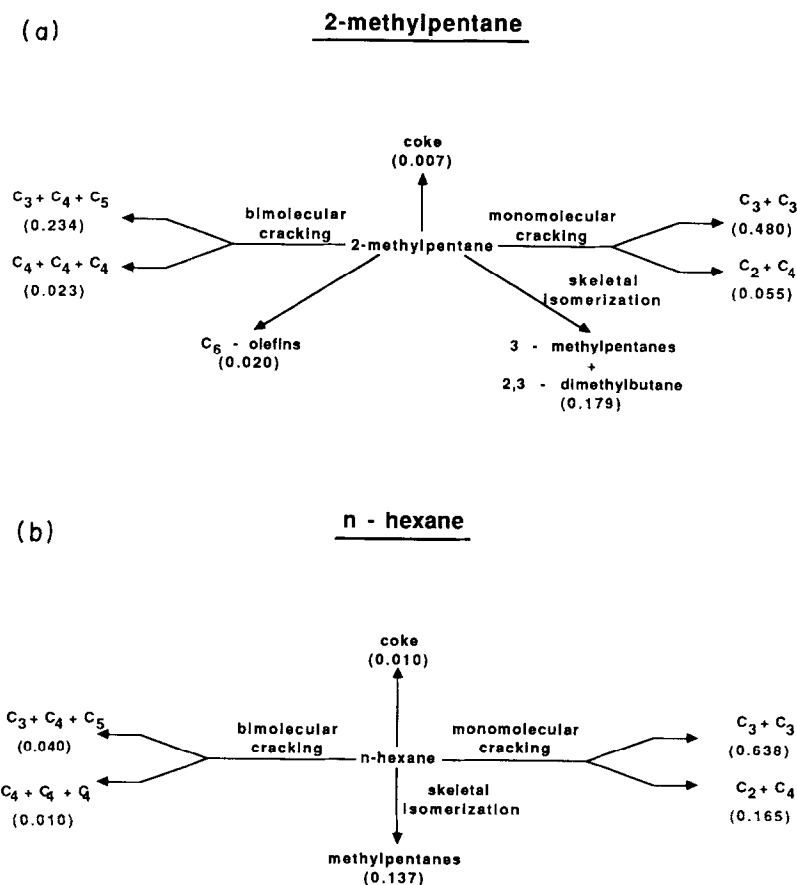 (a)
2-methylpentane
coke
(0.007)
C3 + C4 + C5
(0.234)
C4 + C4 + C4
(0.023)
bimolecular
cracking
2-methylpentane
monomolecular
cracking
C3 + C3
(0.480)
C2 + C4
(0.055)
skeletal
isomerization
C6 - olefins
(0.020)
3 - methylpentanes
+
2,3 - dimethylbutane
(0.179)
(b)
n - hexane
coke
(0.010)
C3 + C4 + C5
(0.040)
C4 + C4 + C4
(0.010)
bimolecular
cracking
n-hexane
monomolecular
cracking
C3 + C3
(0.638)
C2 + C4
(0.165)
skeletal
isomerization
methylpentanes
(0.137)